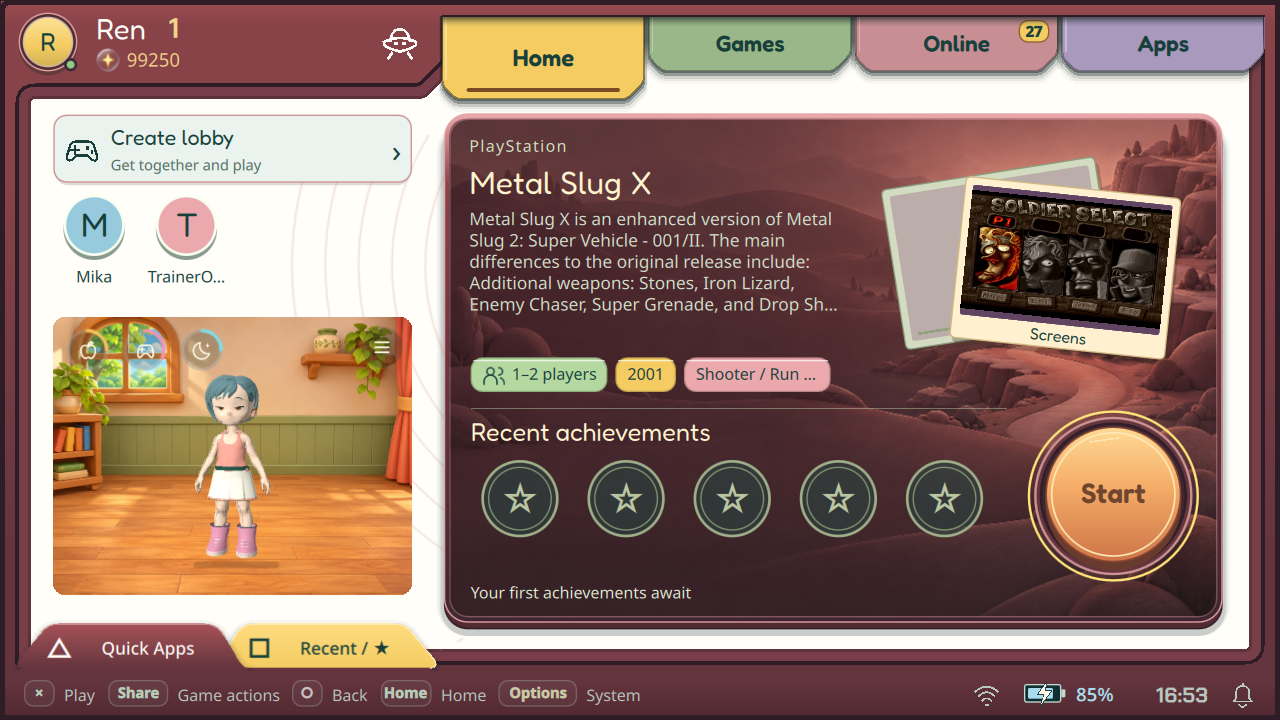 R
Ren 1
99250
Home
Games
Online
27
Apps
Create lobby
Get together and play
M
T
Mika
TrainerO...
PlayStation
Metal Slug X
Metal Slug X is an enhanced version of Metal
Slug 2: Super Vehicle - 001/II. The main
differences to the original release include:
Additional weapons: Stones, Iron Lizard,
Enemy Chaser, Super Grenade, and Drop Sh...
SOLDIER SELECT
P1
Screens
1–2 players
2001
Shooter / Run ...
Recent achievements
Start
Your first achievements await
Quick Apps
Recent / ★
× Play
Share Game actions
O Back
Home Home
Options System
85%
16:53